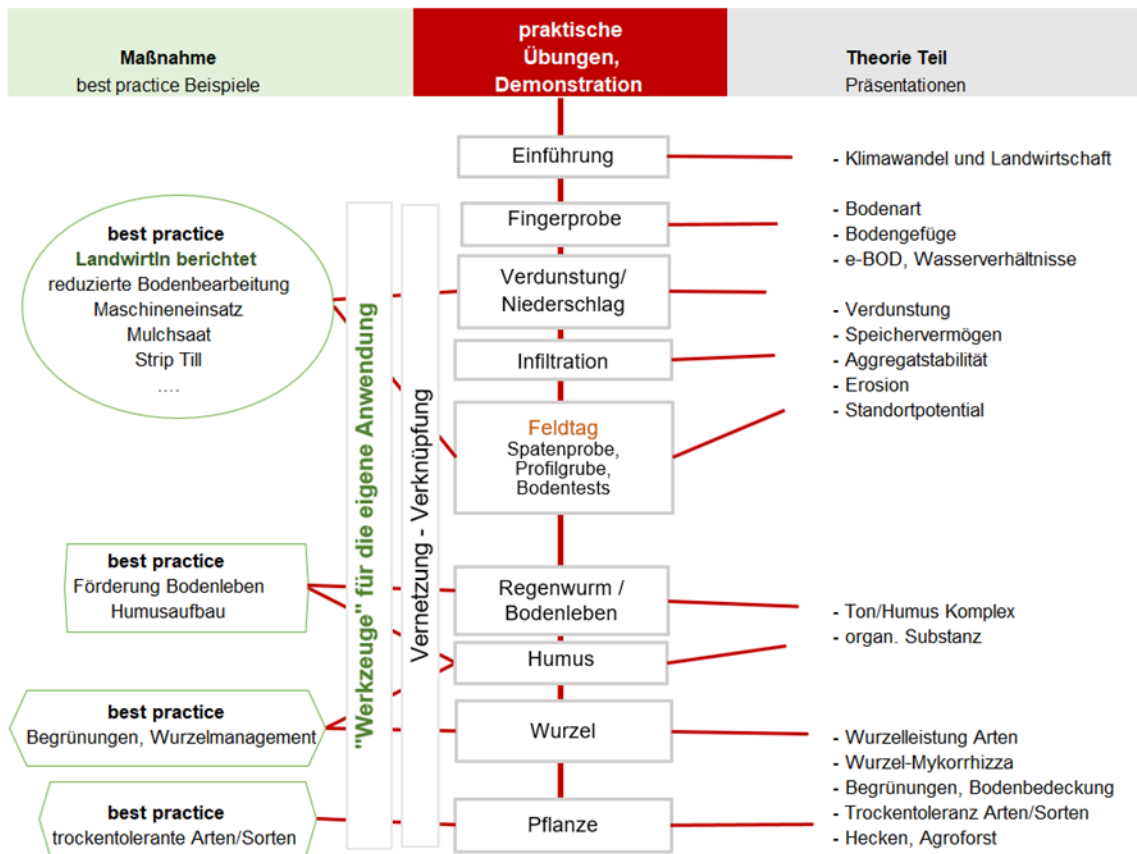 Maßnahme
best practice Beispiele
praktische
Übungen,
Demonstration
Theorie Teil
Präsentationen
Einführung
- Klimawandel und Landwirtschaft
Fingerprobe
- Bodenart
- Bodengefüge
- e-BOD, Wasserverhältnisse
best practice
LandwirtIn berichtet
reduzierte Bodenbearbeitung
Maschineneinsatz
Mulchsaat
Strip Till
....
"Werkzeuge" für die eigene Anwendung
Vernetzung - Verknüpfung
Verdunstung/
Niederschlag
Infiltration
- Verdunstung
- Speichervermögen
- Aggregatstabilität
- Erosion
- Standortpotential
Feldtag
Spatenprobe,
Profilgrube,
Bodentests
best practice
Förderung Bodenleben
Humusaufbau
Regenwurm /
Bodenleben
- Ton/Humus Komplex
- organ. Substanz
Humus
best practice
Begrünungen, Wurzelmanagement
Wurzel
- Wurzelleistung Arten
- Wurzel-Mykorrhizza
- Begrünungen, Bodenbedeckung
- Trockentoleranz Arten/Sorten
- Hecken, Agroforst
best practice
trockentolerante Arten/Sorten
Pflanze